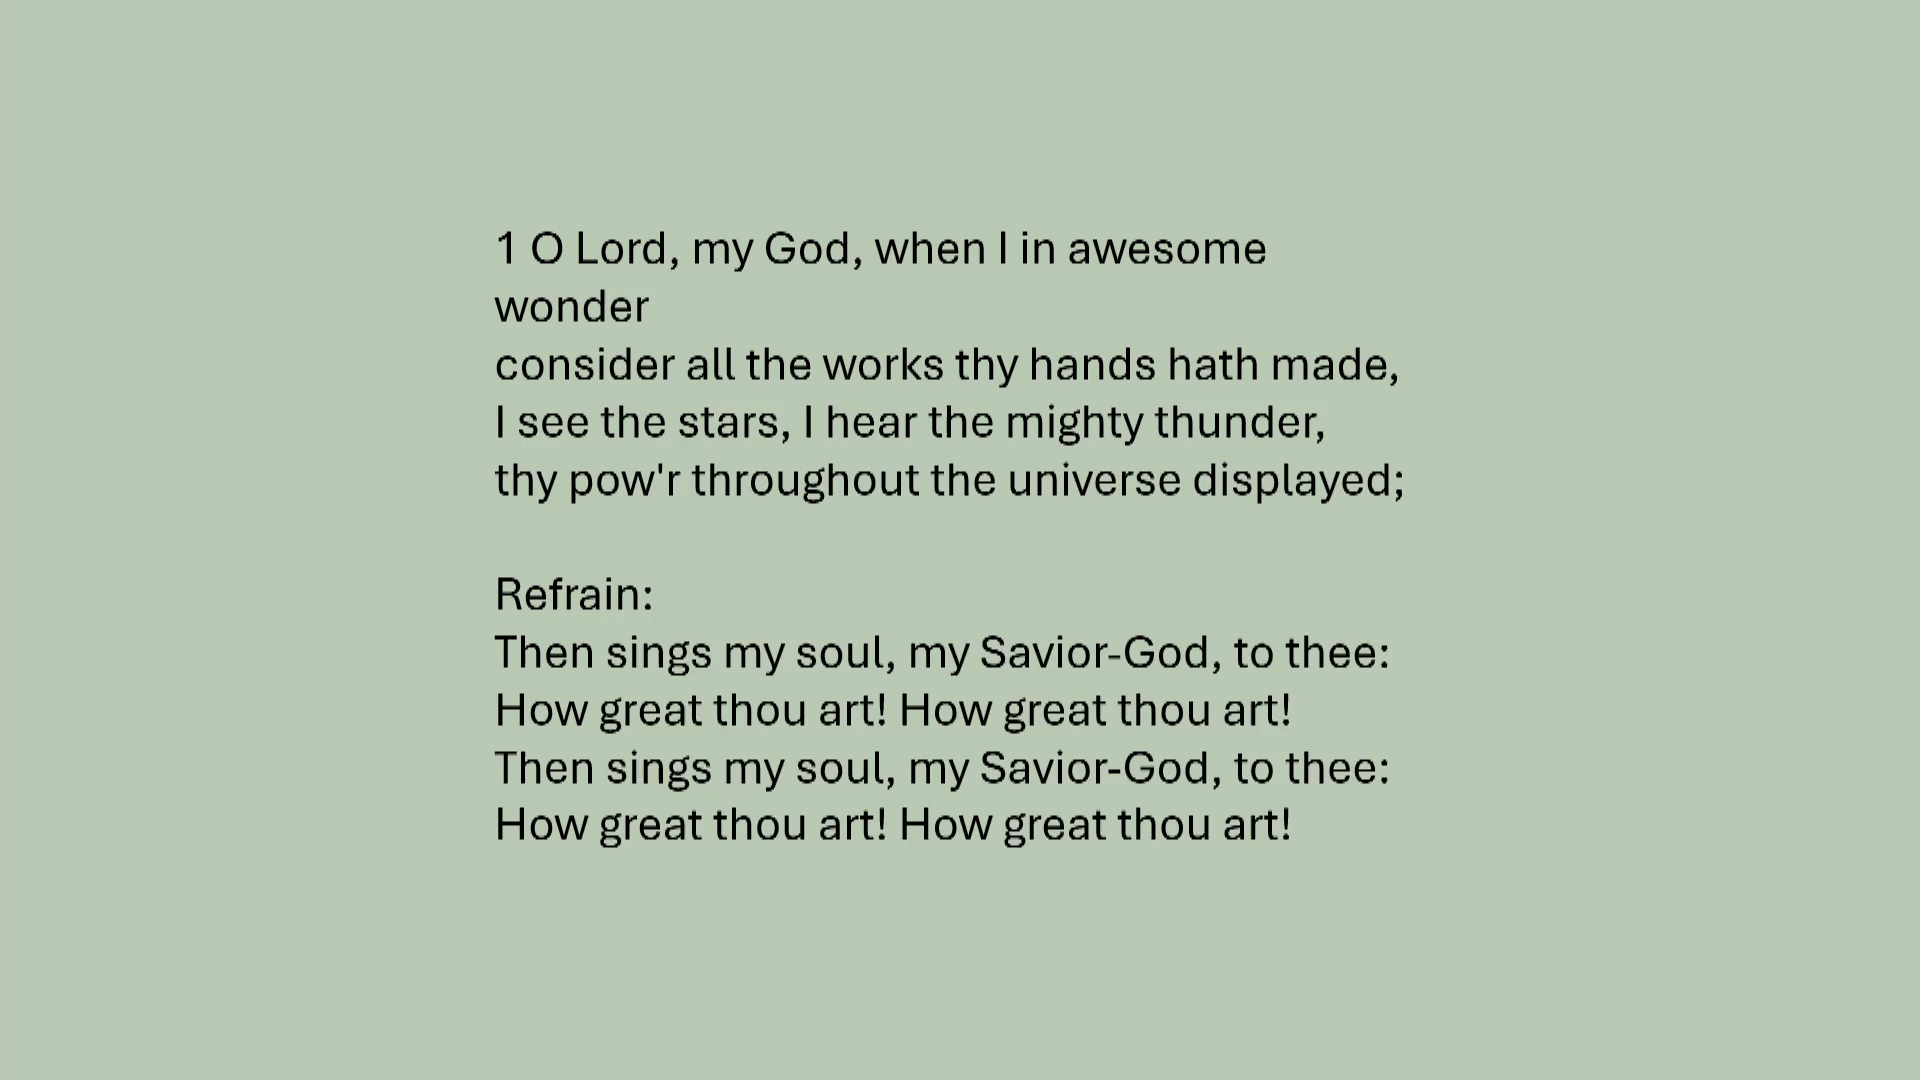 1 O Lord, my God, when I in awesome
wonder
consider all the works thy hands hath made,
I see the stars, I hear the mighty thunder,
thy pow'r throughout the universe displayed;

Refrain:
Then sings my soul, my Savior-God, to thee:
How great thou art! How great thou art!
Then sings my soul, my Savior-God, to thee:
How great thou art! How great thou art!